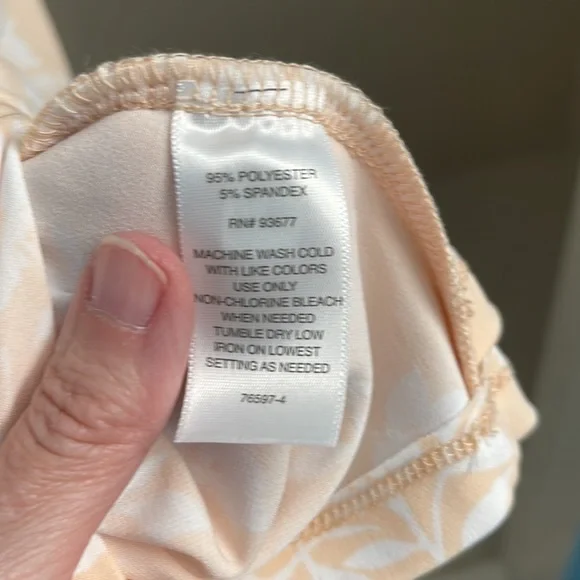 95% POLYESTER
5% SPANDEX
RN# 93677
MACHINE WASH COLD
WITH LIKE COLORS
USE ONLY
NON-CHLORINE BLEACH
WHEN NEEDED
TUMBLE DRY LOW
IRON ON LOWEST
SETTING AS NEEDED
76597-4